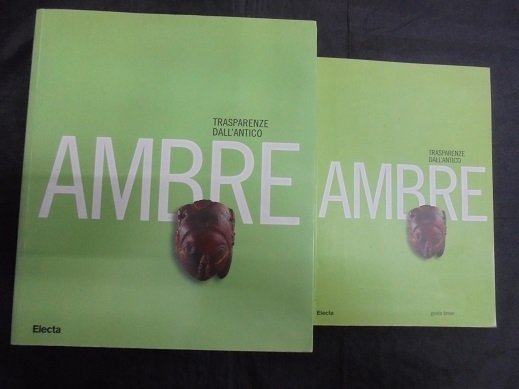 TRASPARENZE
DALL'ANTICO
AMBRE
Electa
TRASPARENZE
DALL'ANTICO
AMBRE
Electa
guida breve